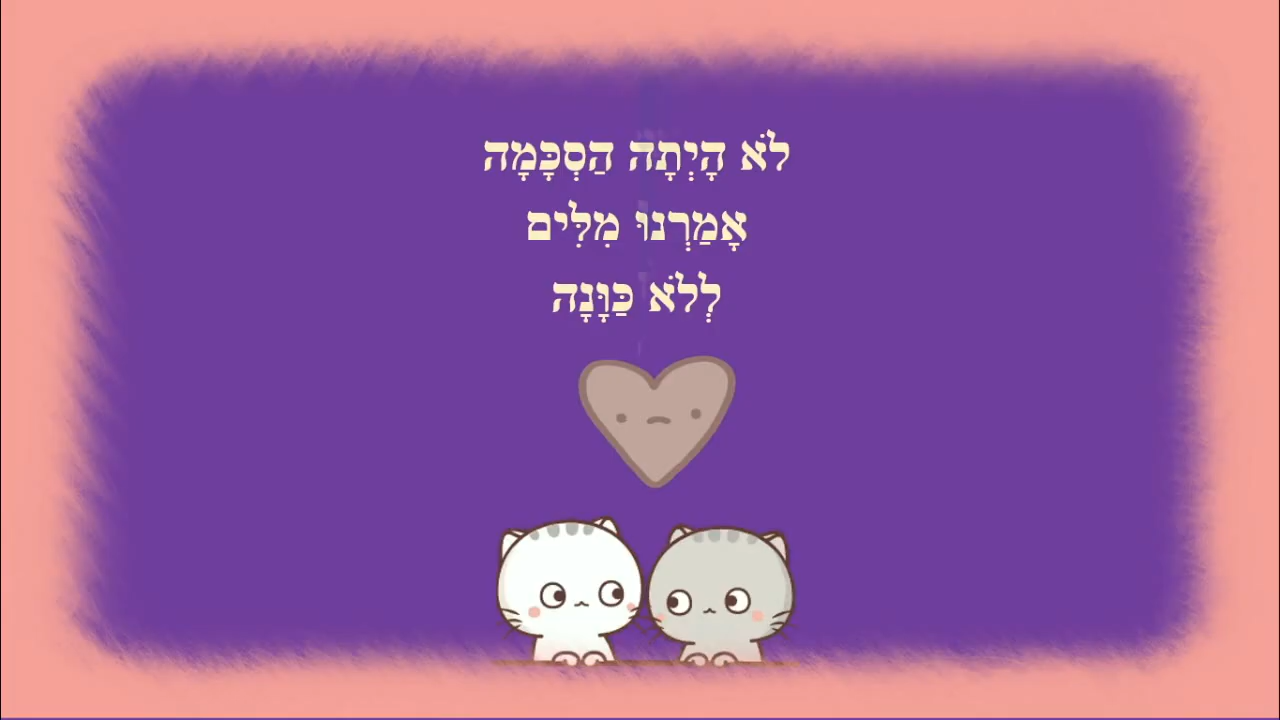 לֹא הָיְתָה הַסְכָּמָה
אָמַרְנוּ מִלִּים
לְלֹא כַּוָּנָה